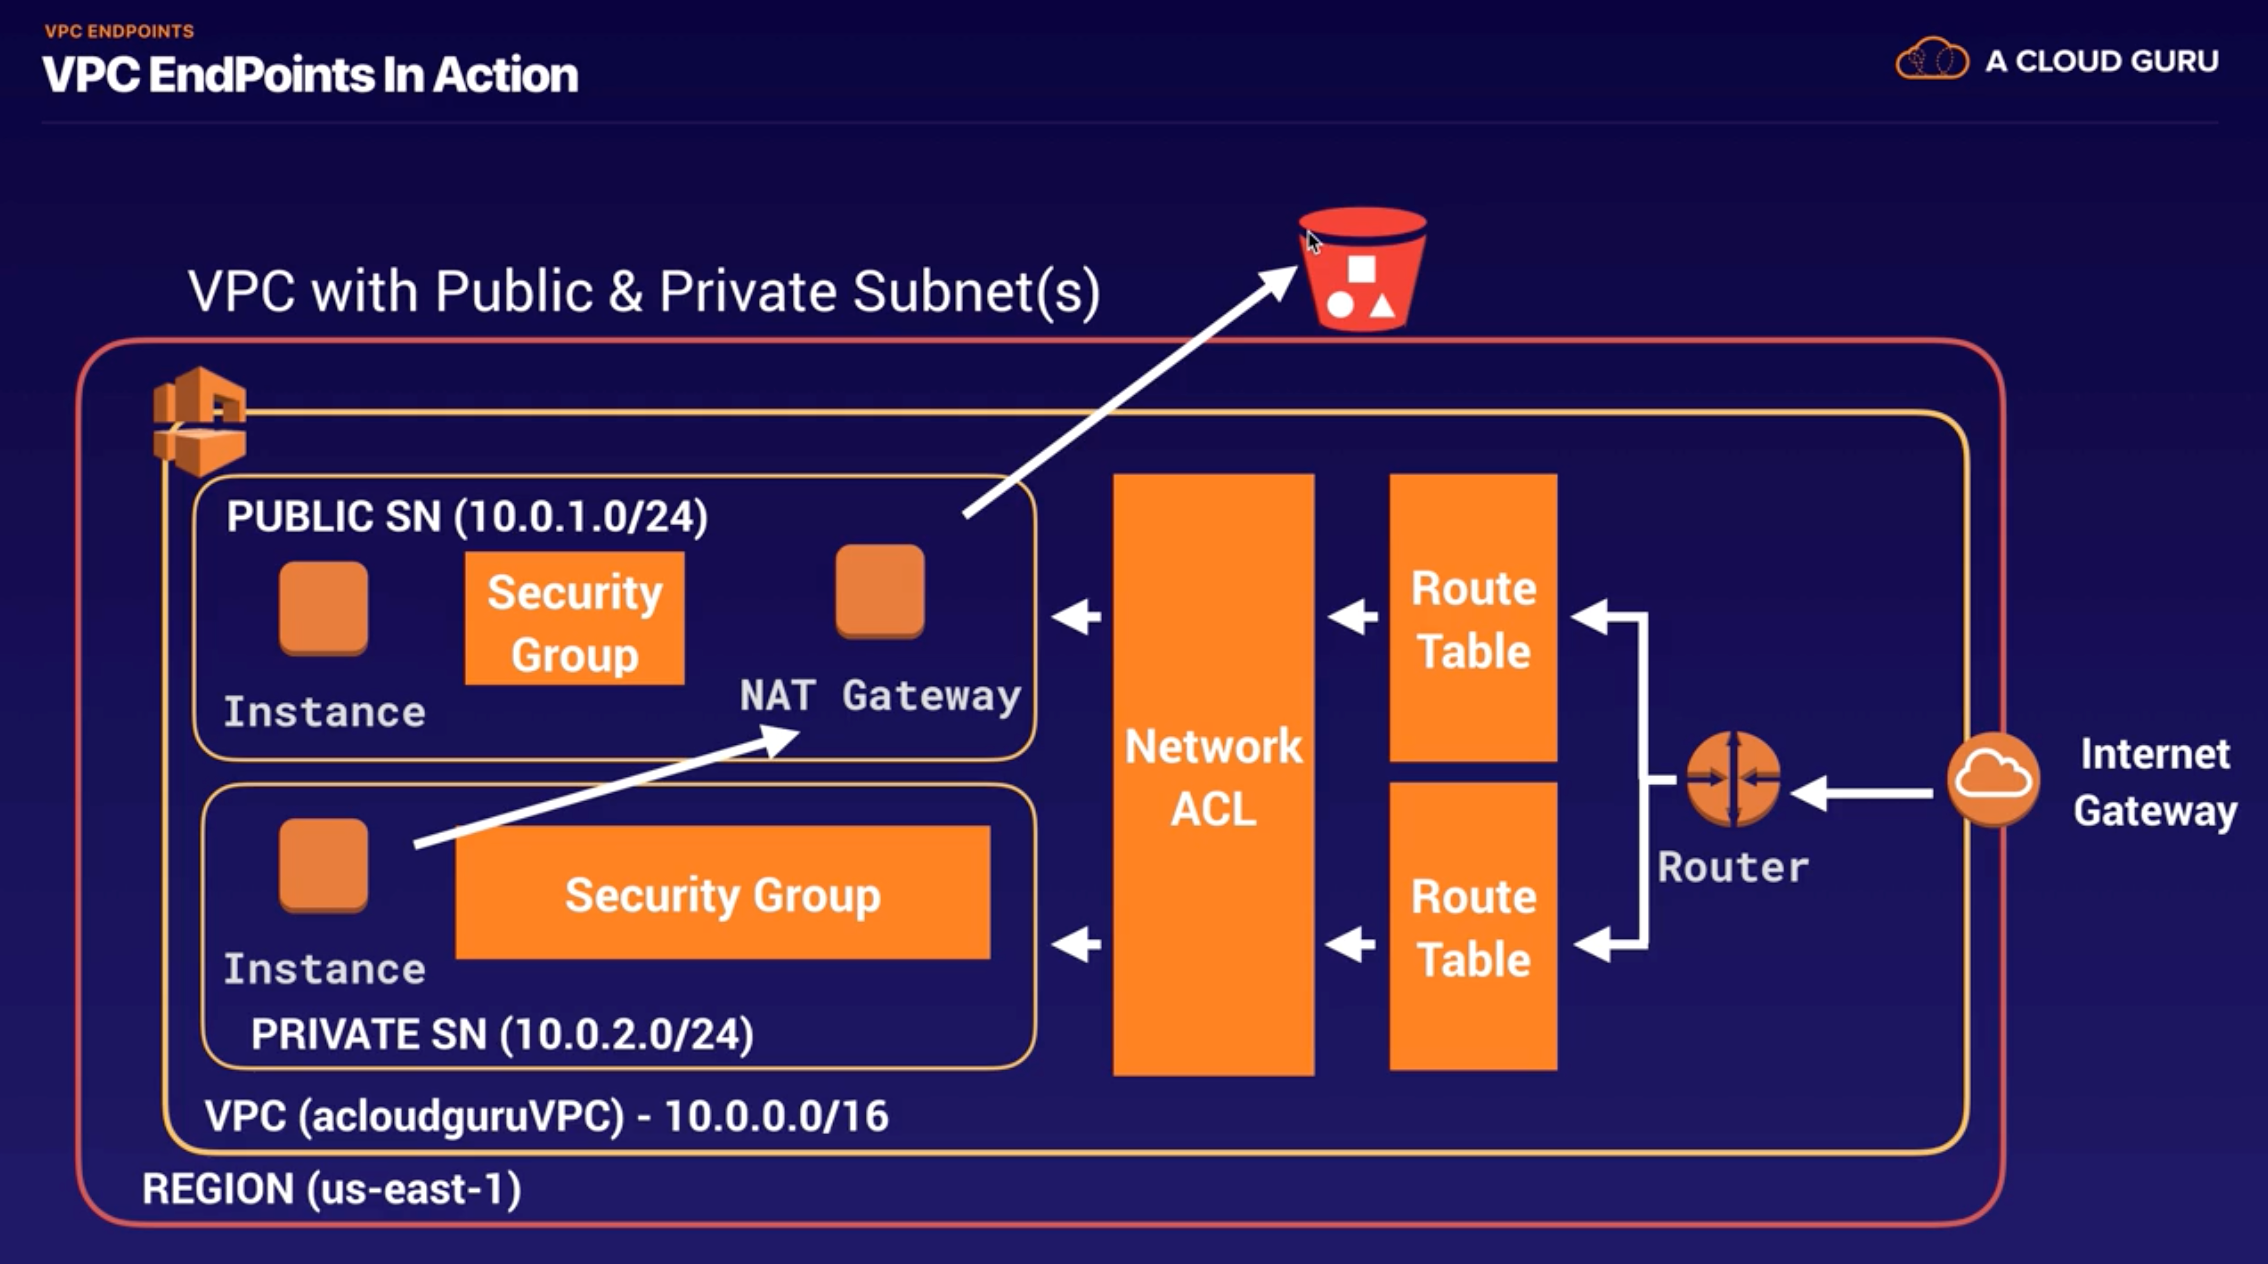 VPC ENDPOINTS
VPC EndPoints In Action
A CLOUD GURU
VPC with Public & Private Subnet(s)
PUBLIC SN (10.0.1.0/24)
Security
Group
Instance
NAT Gateway
Security Group
Instance
PRIVATE SN (10.0.2.0/24)
Network
ACL
Route
Table
Route
Table
Router
Internet
Gateway
VPC (acloudguruVPC) - 10.0.0.0/16
REGION (us-east-1)